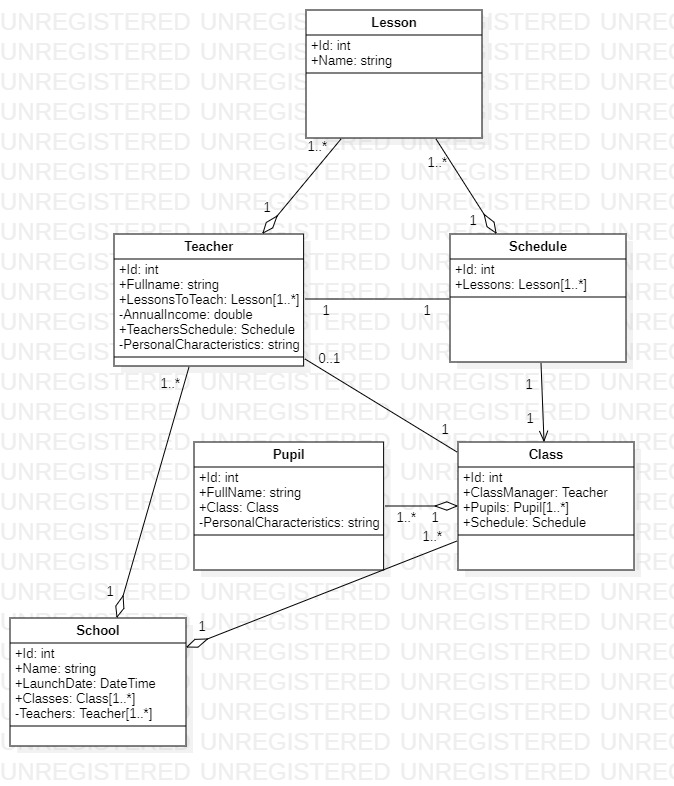 Lesson
+Id: int
+Name: string
1..*
1..*
1
1
Teacher
+Id: int
+Fullname: string
+LessonsToTeach: Lesson[1..*]
-AnnualIncome: double
+TeachersSchedule: Schedule
-PersonalCharacteristics: string
Schedule
+Id: int
+Lessons: Lesson[1..*]
1
1
0..1
1
1
1
1..*
Pupil
+Id: int
+FullName: string
+Class: Class
-PersonalCharacteristics: string
Class
+Id: int
+ClassManager: Teacher
+Pupils: Pupil[1..*]
+Schedule: Schedule
1..*
1
1..*
1
1
School
+Id: int
+Name: string
+LaunchDate: DateTime
+Classes: Class[1..*]
-Teachers: Teacher[1..*]
UNREGISTERED